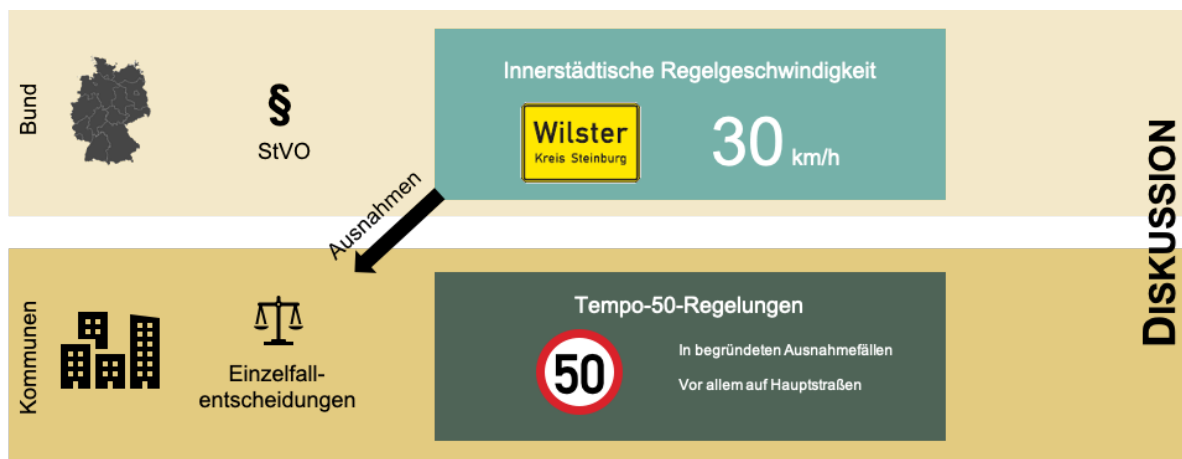 Bund
§
StVO
Innerstädtische Regelgeschwindigkeit
Wilster
Kreis Steinburg
30 km/h
Ausnahmen
Kommunen
Einzelfall-
entscheidungen
Tempo-50-Regelungen
50
In begründeten Ausnahmefällen
Vor allem auf Hauptstraßen
DISKUSSION